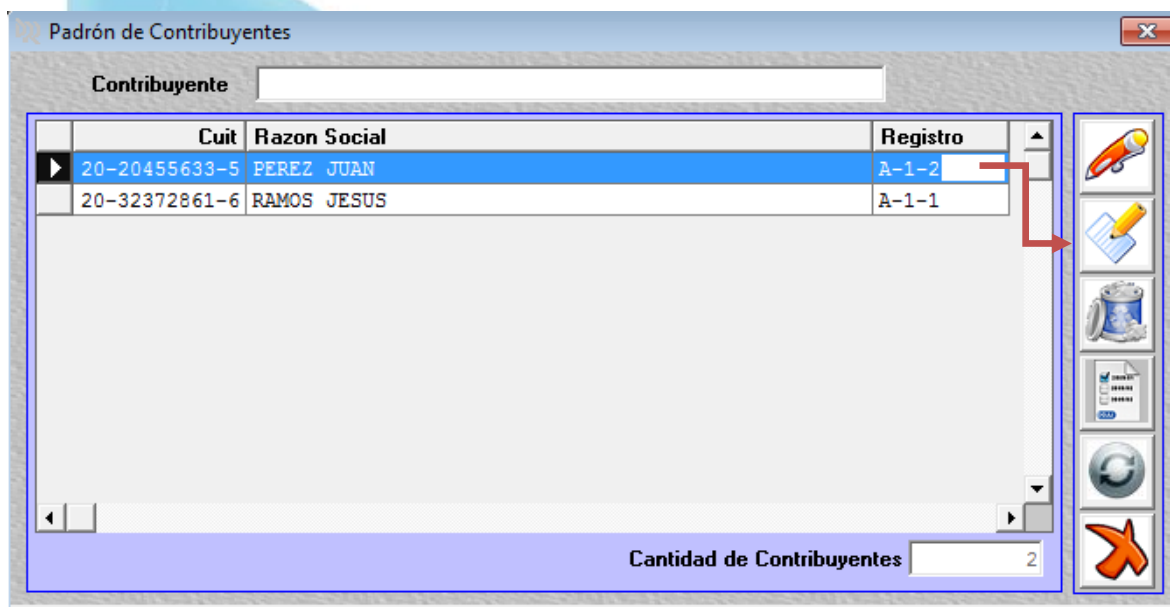 Padrón de Contribuyentes
Contribuyente
Cuit Razon Social Registro
20-20455633-5 PEREZ JUAN A-1-2
20-32372861-6 RAMOS JESUS A-1-1
Cantidad de Contribuyentes 2